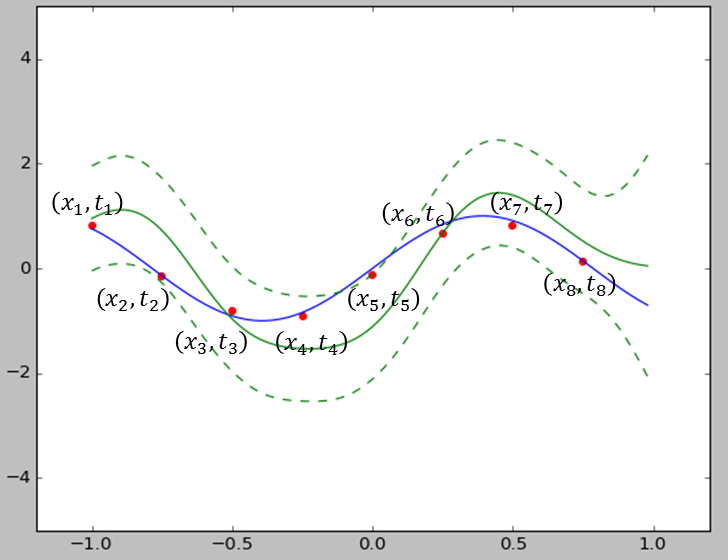 4
2
0
−2
−4
(x₁, t₁)
(x₂, t₂)
(x₃, t₃)
(x₄, t₄)
(x₅, t₅)
(x₆, t₆)
(x₇, t₇)
(x₈, t₈)
−1.0 −0.5 0.0 0.5 1.0